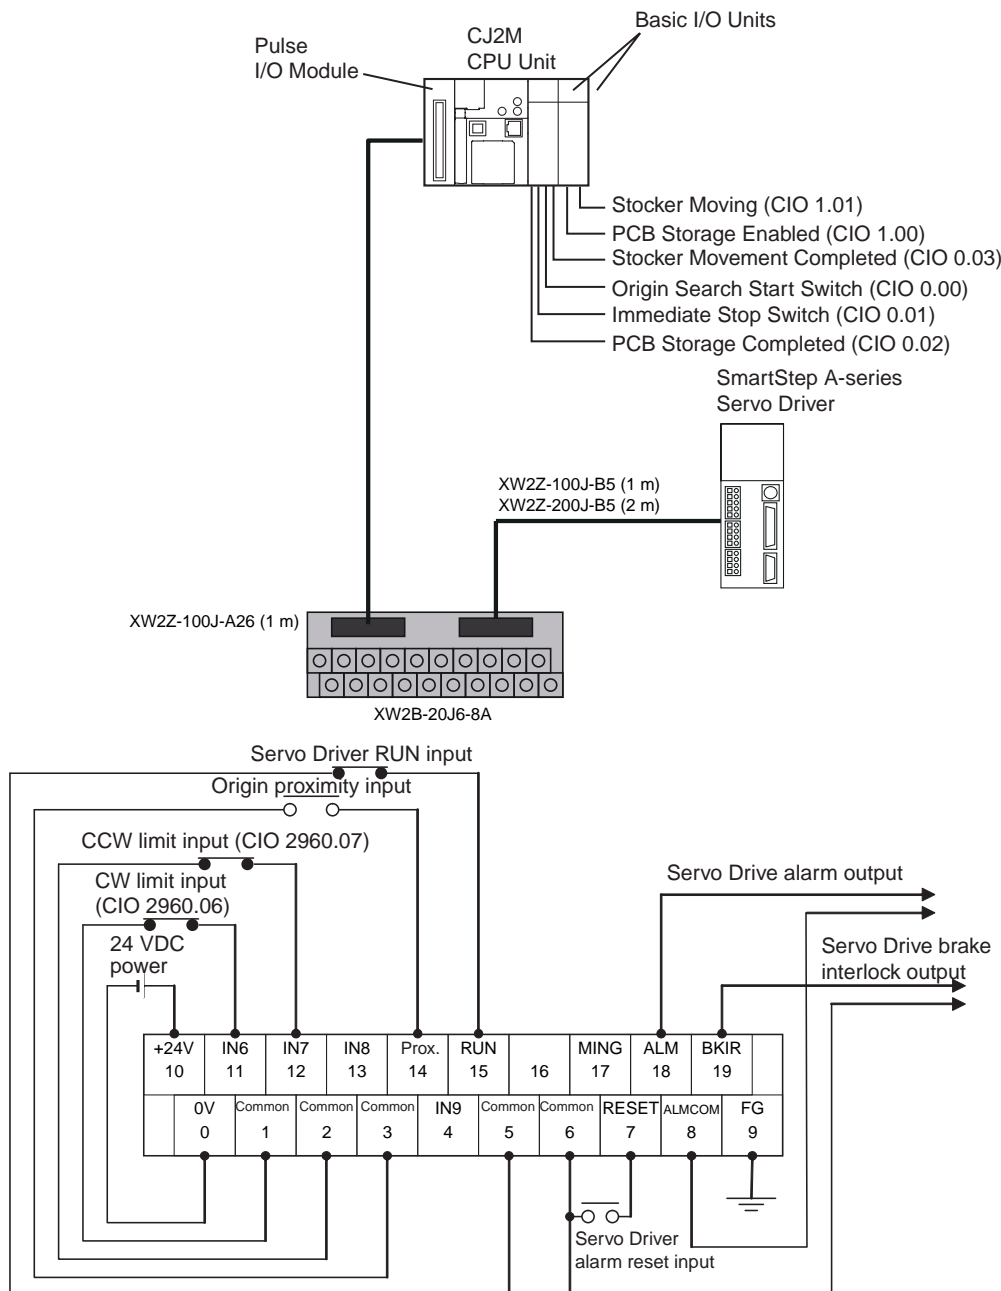 Basic I/O Units
CJ2M
CPU Unit
Pulse
I/O Module
Stocker Moving (CIO 1.01)
PCB Storage Enabled (CIO 1.00)
Stocker Movement Completed (CIO 0.03)
Origin Search Start Switch (CIO 0.00)
Immediate Stop Switch (CIO 0.01)
PCB Storage Completed (CIO 0.02)
SmartStep A-series
Servo Driver
XW2Z-100J-B5 (1 m)
XW2Z-200J-B5 (2 m)
XW2Z-100J-A26 (1 m)
XW2B-20J6-8A
Servo Driver RUN input
Origin proximity input
CCW limit input (CIO 2960.07)
CW limit input
(CIO 2960.06)
24 VDC
power
Servo Drive alarm output
Servo Drive brake
interlock output
+24V IN6 IN7 IN8 Prox. RUN MING ALM BKIR
10 11 12 13 14 15 16 17 18 19
0V Common Common Common IN9 Common Common RESET ALMCOM FG
0 1 2 3 4 5 6 7 8 9
Servo Driver
alarm reset input